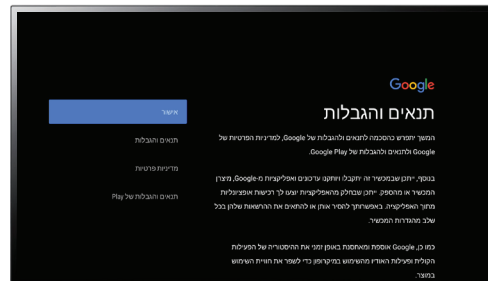 Google
תנאים והגבלות
המשך יתפרש כהסכמה לתנאים ולהגבלות של Google, למדיניות הפרטיות של
Google ולתנאים ולהגבלות של Google Play.
בנוסף, ייתכן שבמכשיר זה יתקבלו ויותקנו עדכונים ואפליקציות מ-Google, מיצרן
המכשיר או מהספק. ייתכן שבחלק מהאפליקציות יוצעו לך רכישות אופציונליות
מתוך האפליקציה. באפשרותך להסיר אותן או להתאים את ההרשאות שלהן בכל
שלב מהגדרות המכשיר.
כמו כן, Google אוספת ומאחסנת באופן זמני את ההיסטוריה של הפעילות
הקולית ופעילות האודיו מהשימוש במיקרופון כדי לשפר את חוויית השימוש
במוצר.
אישור
תנאים והגבלות
מדיניות פרטיות
תנאים והגבלות של Play